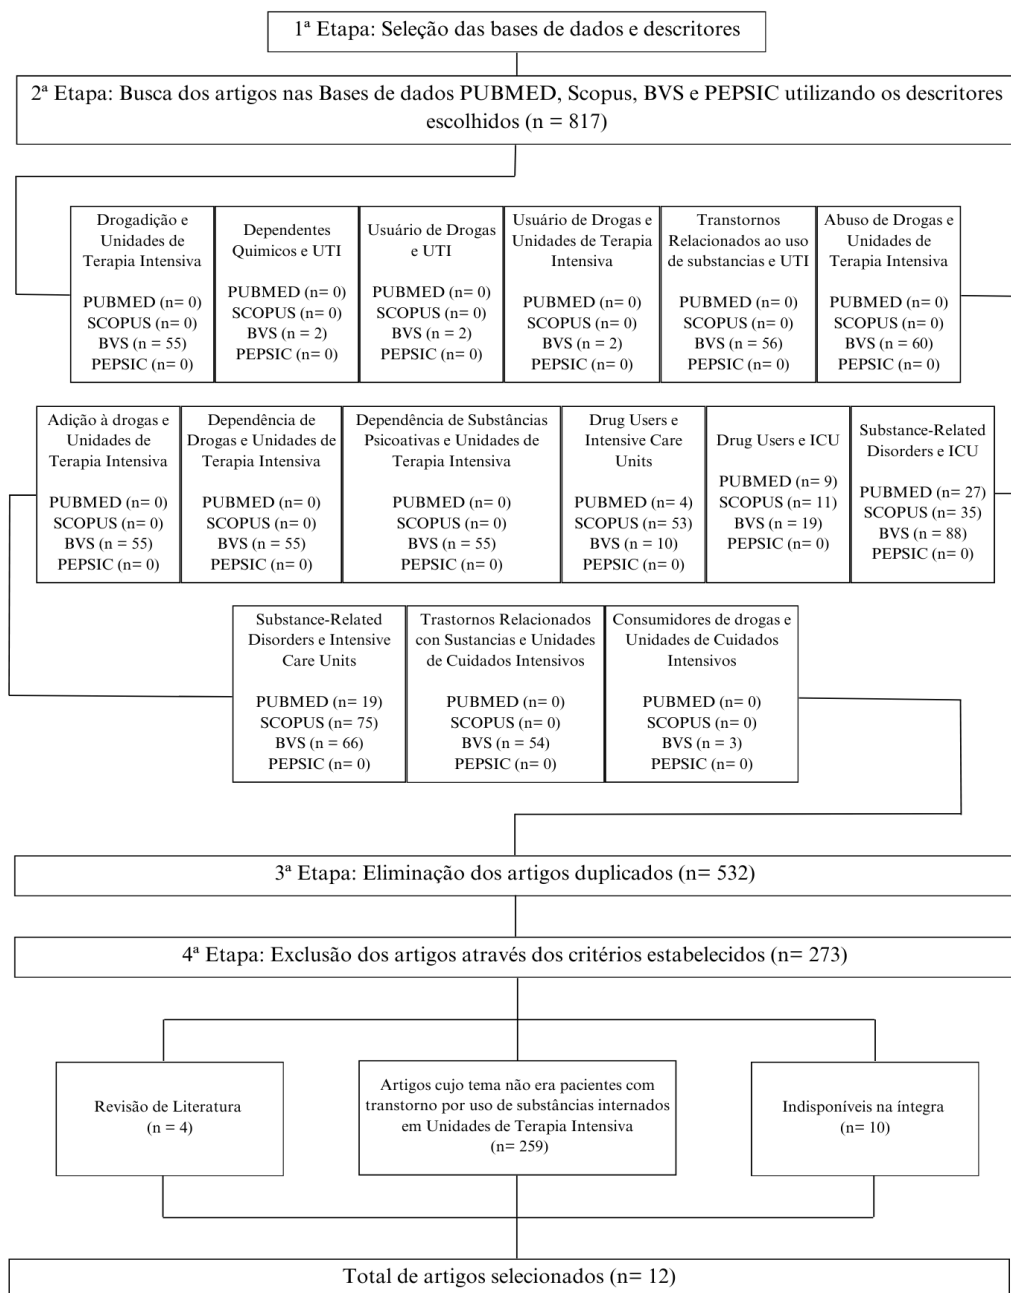 1ª Etapa: Seleção das bases de dados e descritores
2ª Etapa: Busca dos artigos nas Bases de dados PUBMED, Scopus, BVS e PEPSIC utilizando os descritores
escolhidos (n = 817)
Drogadição e
Unidades de
Terapia Intensiva
PUBMED (n= 0)
SCOPUS (n= 0)
BVS (n = 55)
PEPSIC (n= 0)
Dependentes
Quimicos e UTI
PUBMED (n= 0)
SCOPUS (n= 0)
BVS (n = 2)
PEPSIC (n= 0)
Usuário de Drogas
e UTI
PUBMED (n= 0)
SCOPUS (n= 0)
BVS (n = 2)
PEPSIC (n= 0)
Usuário de Drogas e
Unidades de Terapia
Intensiva
PUBMED (n= 0)
SCOPUS (n= 0)
BVS (n = 2)
PEPSIC (n= 0)
Transtornos
Relacionados ao uso
de substancias e UTI
PUBMED (n= 0)
SCOPUS (n= 0)
BVS (n = 56)
PEPSIC (n= 0)
Abuso de Drogas e
Unidades de
Terapia Intensiva
PUBMED (n= 0)
SCOPUS (n= 0)
BVS (n = 60)
PEPSIC (n= 0)
Adição à drogas e
Unidades de
Terapia Intensiva
PUBMED (n= 0)
SCOPUS (n= 0)
BVS (n = 55)
PEPSIC (n= 0)
Dependência de
Drogas e Unidades de
Terapia Intensiva
PUBMED (n= 0)
SCOPUS (n= 0)
BVS (n = 55)
PEPSIC (n= 0)
Dependência de Substâncias
Psicoativas e Unidades de
Terapia Intensiva
PUBMED (n= 0)
SCOPUS (n= 0)
BVS (n = 55)
PEPSIC (n= 0)
Drug Users e
Intensive Care
Units
PUBMED (n= 4)
SCOPUS (n= 53)
BVS (n = 10)
PEPSIC (n= 0)
Drug Users e ICU
PUBMED (n= 9)
SCOPUS (n= 11)
BVS (n = 19)
PEPSIC (n= 0)
Substance-Related
Disorders e ICU
PUBMED (n= 27)
SCOPUS (n= 35)
BVS (n = 88)
PEPSIC (n= 0)
Substance-Related
Disorders e Intensive
Care Units
PUBMED (n= 19)
SCOPUS (n= 75)
BVS (n = 66)
PEPSIC (n= 0)
Trastornos Relacionados
con Sustancias e Unidades
de Cuidados Intensivos
PUBMED (n= 0)
SCOPUS (n= 0)
BVS (n = 54)
PEPSIC (n= 0)
Consumidores de drogas e
Unidades de Cuidados
Intensivos
PUBMED (n= 0)
SCOPUS (n= 0)
BVS (n = 3)
PEPSIC (n= 0)
3ª Etapa: Eliminação dos artigos duplicados (n= 532)
4ª Etapa: Exclusão dos artigos através dos critérios estabelecidos (n= 273)
Revisão de Literatura
(n = 4)
Artigos cujo tema não era pacientes com
transtorno por uso de substâncias internados
em Unidades de Terapia Intensiva
(n= 259)
Indisponíveis na íntegra
(n= 10)
Total de artigos selecionados (n= 12)